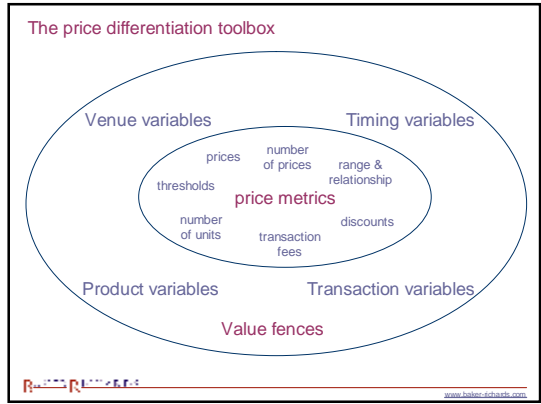 The price differentiation toolbox
Venue variables
Timing variables
prices
number
of prices
range &
relationship
thresholds
price metrics
number
of units
transaction
fees
discounts
Product variables
Transaction variables
Value fences
www.baker-richards.com